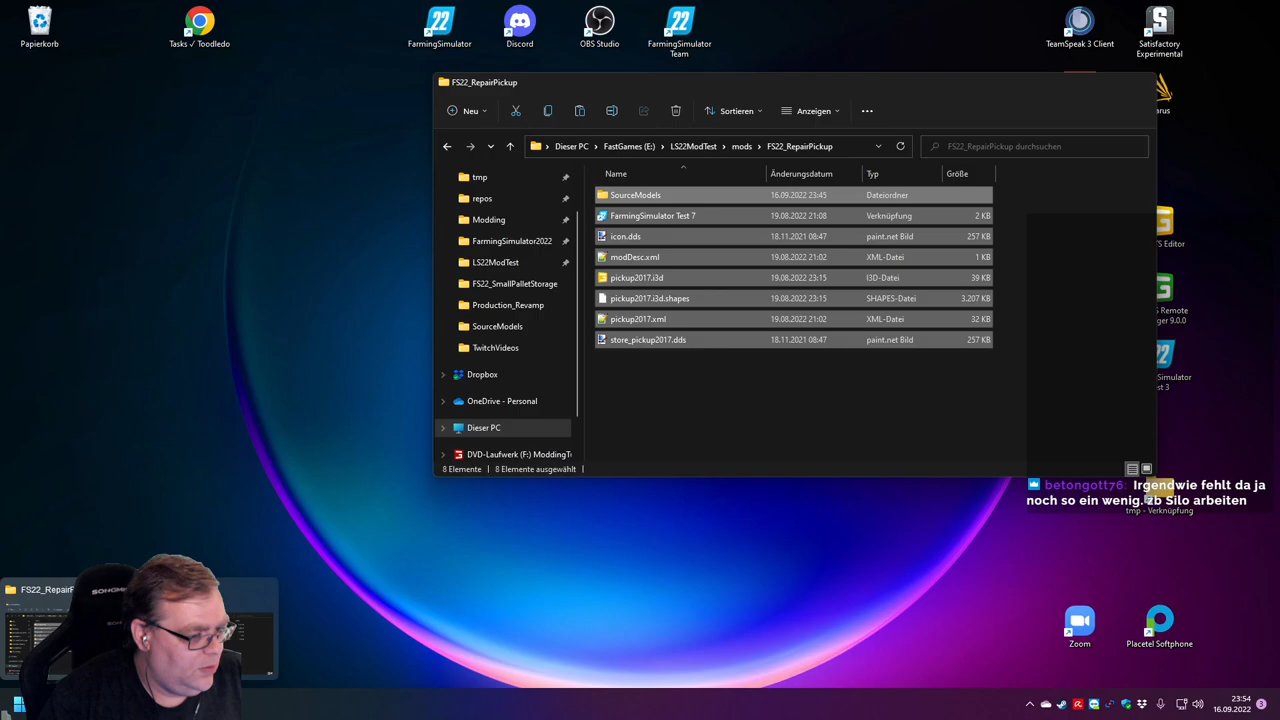 Papierkorb
Tasks ✓ Toodledo
22
FarmingSimulator
Discord
OBS Studio
22
FarmingSimulator
Team
TeamSpeak 3 Client
Satisfactory
Experimental
FS22_RepairPickup
Neu
Sortieren
Anzeigen
Dieser PC
FastGames (E:)
LS22ModTest
mods
FS22_RepairPickup
FS22_RepairPickup durchsuchen
Name
Änderungsdatum
Typ
Größe
tmp
repos
Modding
FarmingSimulator2022
LS22ModTest
FS22_SmallPalletStorage
Production_Revamp
SourceModels
TwitchVideos
Dropbox
OneDrive - Personal
Dieser PC
DVD-Laufwerk (F:) ModdingTu
SourceModels 16.09.2022 23:45 Dateiordner
FarmingSimulator Test 7 19.08.2022 21:08 Verknüpfung 2 KB
icon.dds 18.11.2021 08:47 paint.net Bild 257 KB
modDesc.xml 19.08.2022 21:02 XML-Datei 1 KB
pickup2017.i3d 19.08.2022 23:15 I3D-Datei 39 KB
pickup2017.i3d.shapes 19.08.2022 23:15 SHAPES-Datei 3.207 KB
pickup2017.xml 19.08.2022 21:02 XML-Datei 32 KB
store_pickup2017.dds 18.11.2021 08:47 paint.net Bild 257 KB
8 Elemente
8 Elemente ausgewählt
arus
S Editor
S Remote
ger 9.0.0
22
Simulator
st 3
betongott76: Irgendwie fehlt da ja
noch so ein wenig. zb Silo arbeiten
tmp - Verknüpfung
FS22_RepairP
SONGMICS
Zoom
Placetel Softphone
23:54
16.09.2022
3